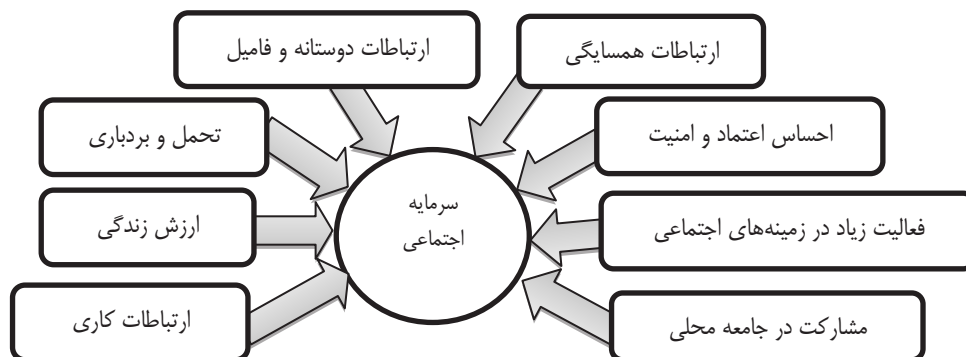 ارتباطات همسایگی
ارتباطات دوستانه و فامیل
احساس اعتماد و امنیت
تحمل و بردباری
سرمایه
اجتماعی
فعالیت زیاد در زمینه‌های اجتماعی
ارزش زندگی
مشارکت در جامعه محلی
ارتباطات کاری